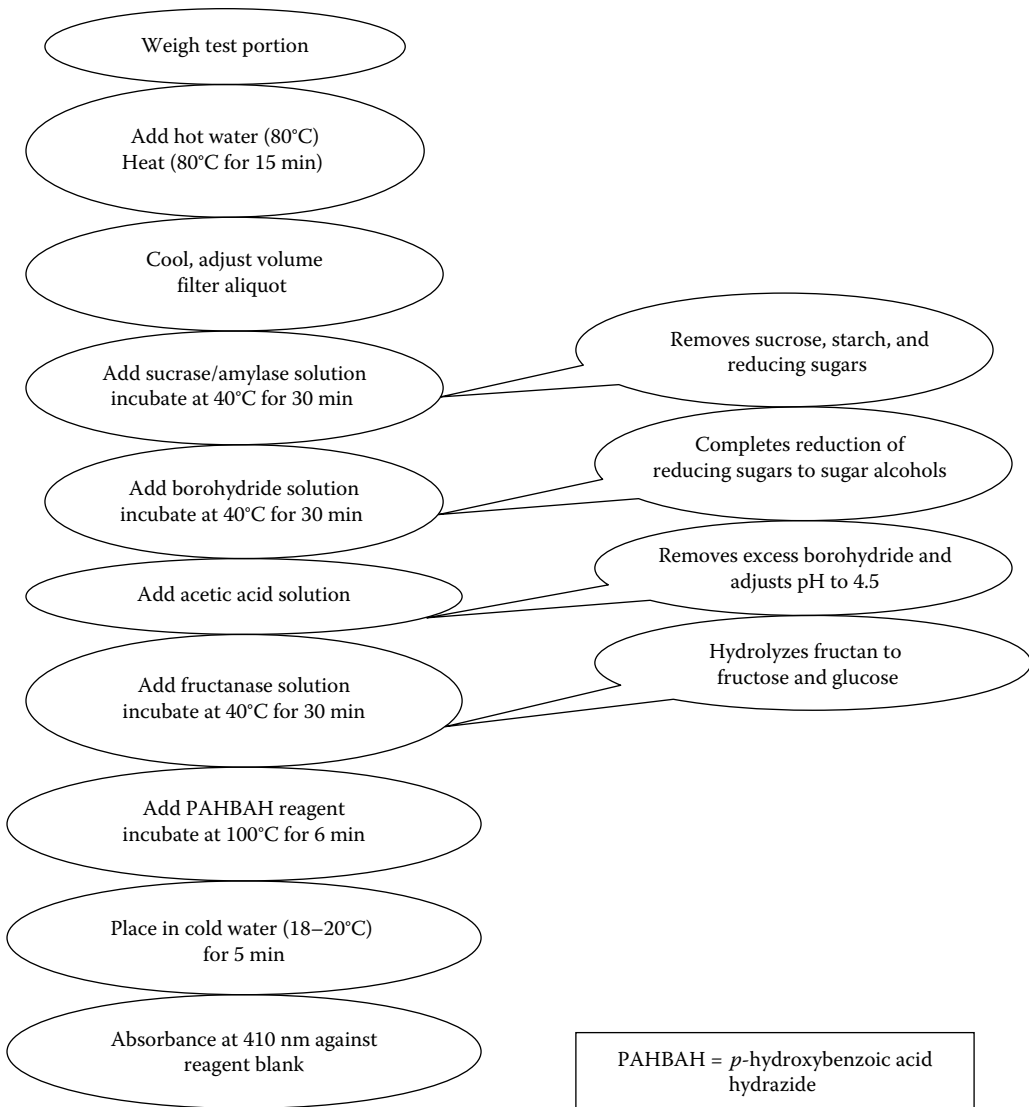 Weigh test portion
Add hot water (80°C)
Heat (80°C for 15 min)
Cool, adjust volume
filter aliquot
Add sucrase/amylase solution
incubate at 40°C for 30 min
Removes sucrose, starch, and
reducing sugars
Add borohydride solution
incubate at 40°C for 30 min
Completes reduction of
reducing sugars to sugar alcohols
Add acetic acid solution
Removes excess borohydride and
adjusts pH to 4.5
Add fructanase solution
incubate at 40°C for 30 min
Hydrolyzes fructan to
fructose and glucose
Add PAHBAH reagent
incubate at 100°C for 6 min
Place in cold water (18–20°C)
for 5 min
Absorbance at 410 nm against
reagent blank
PAHBAH = p-hydroxybenzoic acid
hydrazide